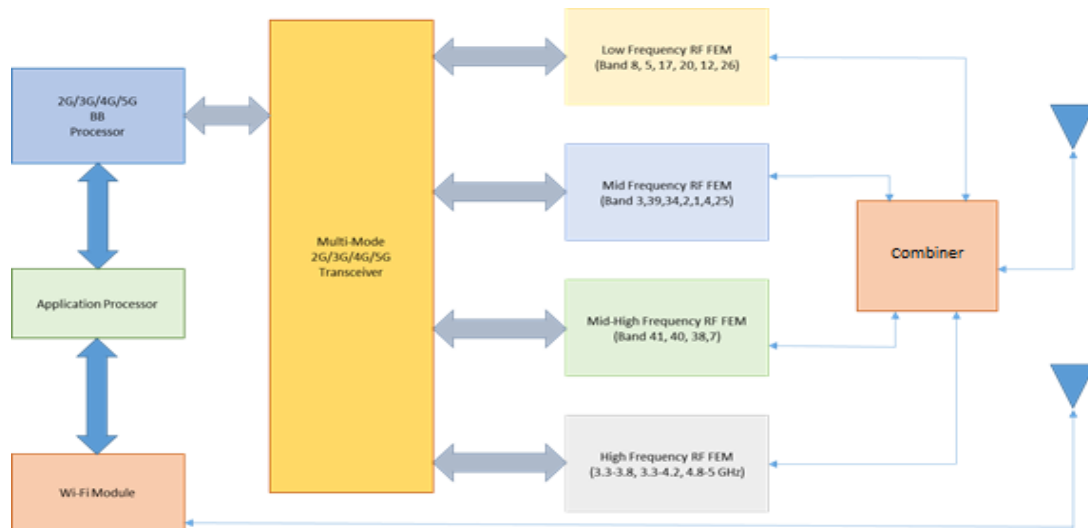 2G/3G/4G/5G
BB
Processor
Application Processor
Wi-Fi Module
Multi-Mode
2G/3G/4G/5G
Transceiver
Low Frequency RF FEM
(Band 8, 5, 17, 20, 12, 26)
Mid Frequency RF FEM
(Band 3,39,34,2,1,4,25)
Mid-High Frequency RF FEM
(Band 41, 40, 38,7)
High Frequency RF FEM
(3.3-3.8, 3.3-4.2, 4.8-5 GHz)
Combiner